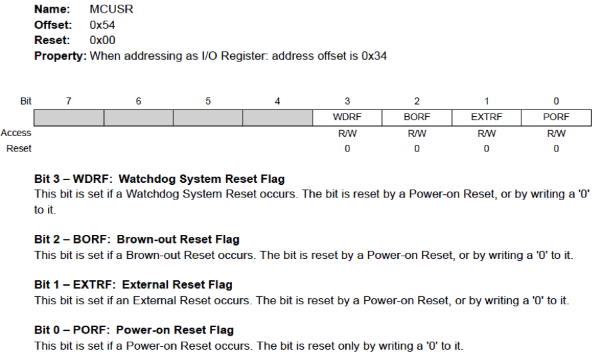 Name: MCUSR
Offset: 0x54
Reset: 0x00
Property: When addressing as I/O Register: address offset is 0x34
Bit 7 6 5 4 3 2 1 0
WDRF BORF EXTRF PORF
Access R/W R/W R/W R/W
Reset 0 0 0 0
Bit 3 – WDRF: Watchdog System Reset Flag
This bit is set if a Watchdog System Reset occurs. The bit is reset by a Power-on Reset, or by writing a '0'
to it.
Bit 2 – BORF: Brown-out Reset Flag
This bit is set if a Brown-out Reset occurs. The bit is reset by a Power-on Reset, or by writing a '0' to it.
Bit 1 – EXTRF: External Reset Flag
This bit is set if an External Reset occurs. The bit is reset by a Power-on Reset, or by writing a '0' to it.
Bit 0 – PORF: Power-on Reset Flag
This bit is set if a Power-on Reset occurs. The bit is reset only by writing a '0' to it.